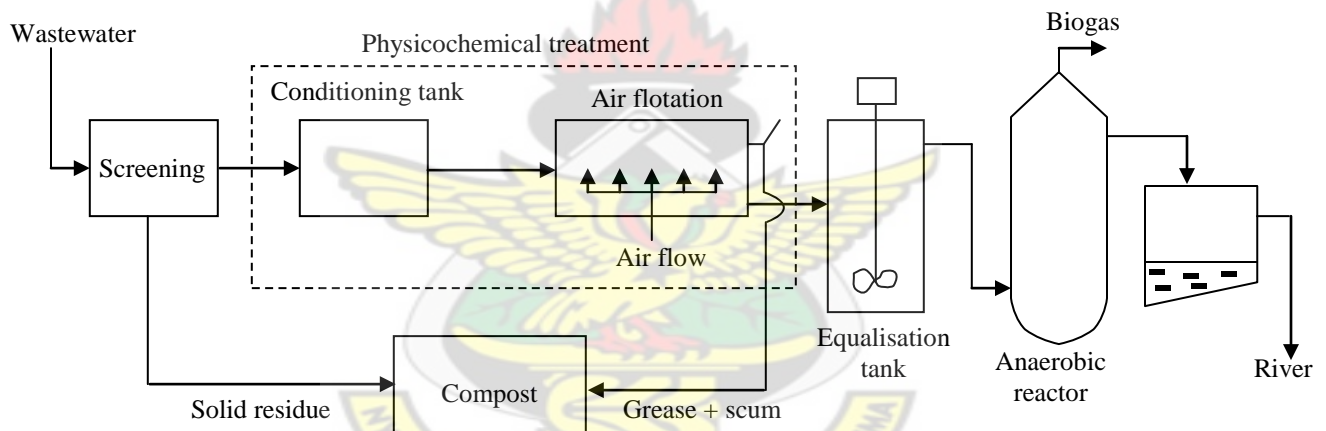 Wastewater
Physicochemical treatment
Biogas
Conditioning tank
Air flotation
Screening
Air flow
Equalisation
tank
Anaerobic
reactor
River
Compost
Solid residue
Grease + scum